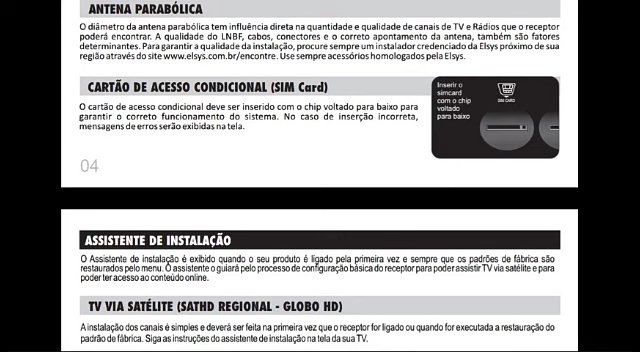 ANTENA PARABÓLICA
O diâmetro da antena parabólica tem influência direta na quantidade e qualidade de canais de TV e Rádios que o receptor
poderá encontrar. A qualidade do LNBF, cabos, conectores e o correto apontamento da antena, também são fatores
determinantes. Para garantir a qualidade da instalação, procure sempre um instalador credenciado da Elsys próximo de sua
região através do site www.elsys.com.br/encontre. Use sempre acessórios homologados pela Elsys.
CARTÃO DE ACESSO CONDICIONAL (SIM Card)
O cartão de acesso condicional deve ser inserido com o chip voltado para baixo para
garantir o correto funcionamento do sistema. No caso de inserção incorreta,
mensagens de erros serão exibidas na tela.
Inserir o
simcard
com o chip
voltado
para baixo
SIM CARD
04
ASSISTENTE DE INSTALAÇÃO
O Assistente de instalação é exibido quando o seu produto é ligado pela primeira vez e sempre que os padrões de fábrica são
restaurados pelo menu. O assistente o guiará pelo processo de configuração básica do receptor para poder assistir TV via satélite e para
poder ter acesso ao conteúdo online.
TV VIA SATÉLITE (SATHD REGIONAL - GLOBO HD)
A instalação dos canais é simples e deverá ser feita na primeira vez que o receptor for ligado ou quando for executada a restauração do
padrão de fábrica. Siga as instruções do assistente de instalação na tela da sua TV.